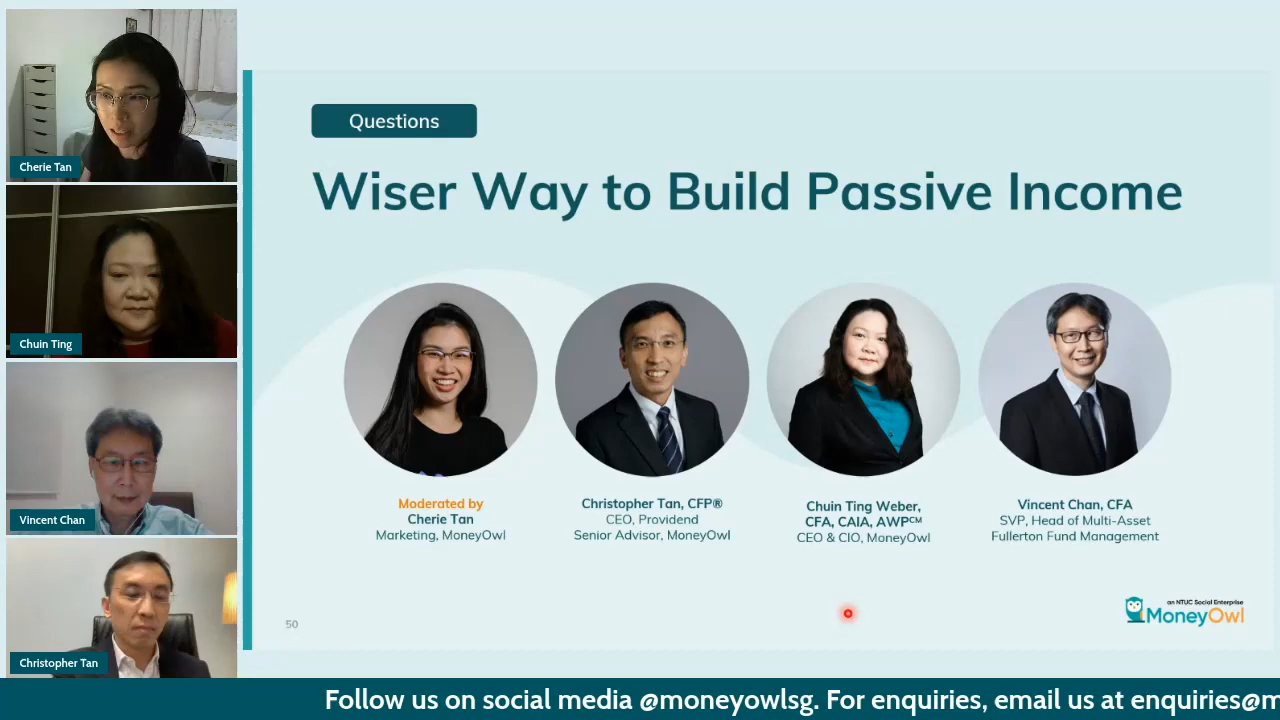 Cherie Tan
Chuin Ting
Vincent Chan
Christopher Tan
Questions
Wiser Way to Build Passive Income
Moderated by
Cherie Tan
Marketing, MoneyOwl
Christopher Tan, CFP®
CEO, Providend
Senior Advisor, MoneyOwl
Chuin Ting Weber,
CFA, CAIA, AWPᶜᴹ
CEO & CIO, MoneyOwl
Vincent Chan, CFA
SVP, Head of Multi-Asset
Fullerton Fund Management
50
an NTUC Social Enterprise
MoneyOwl
Follow us on social media @moneyowlsg. For enquiries, email us at enquiries@m